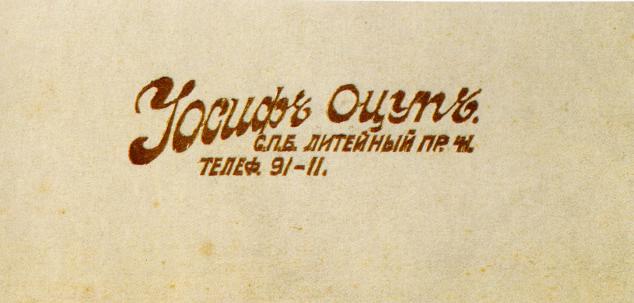 Іосифъ Оцупъ.
С.П.Б. ЛИТЕЙНЫЙ ПР. 41.
ТЕЛЕФ. 91-11.